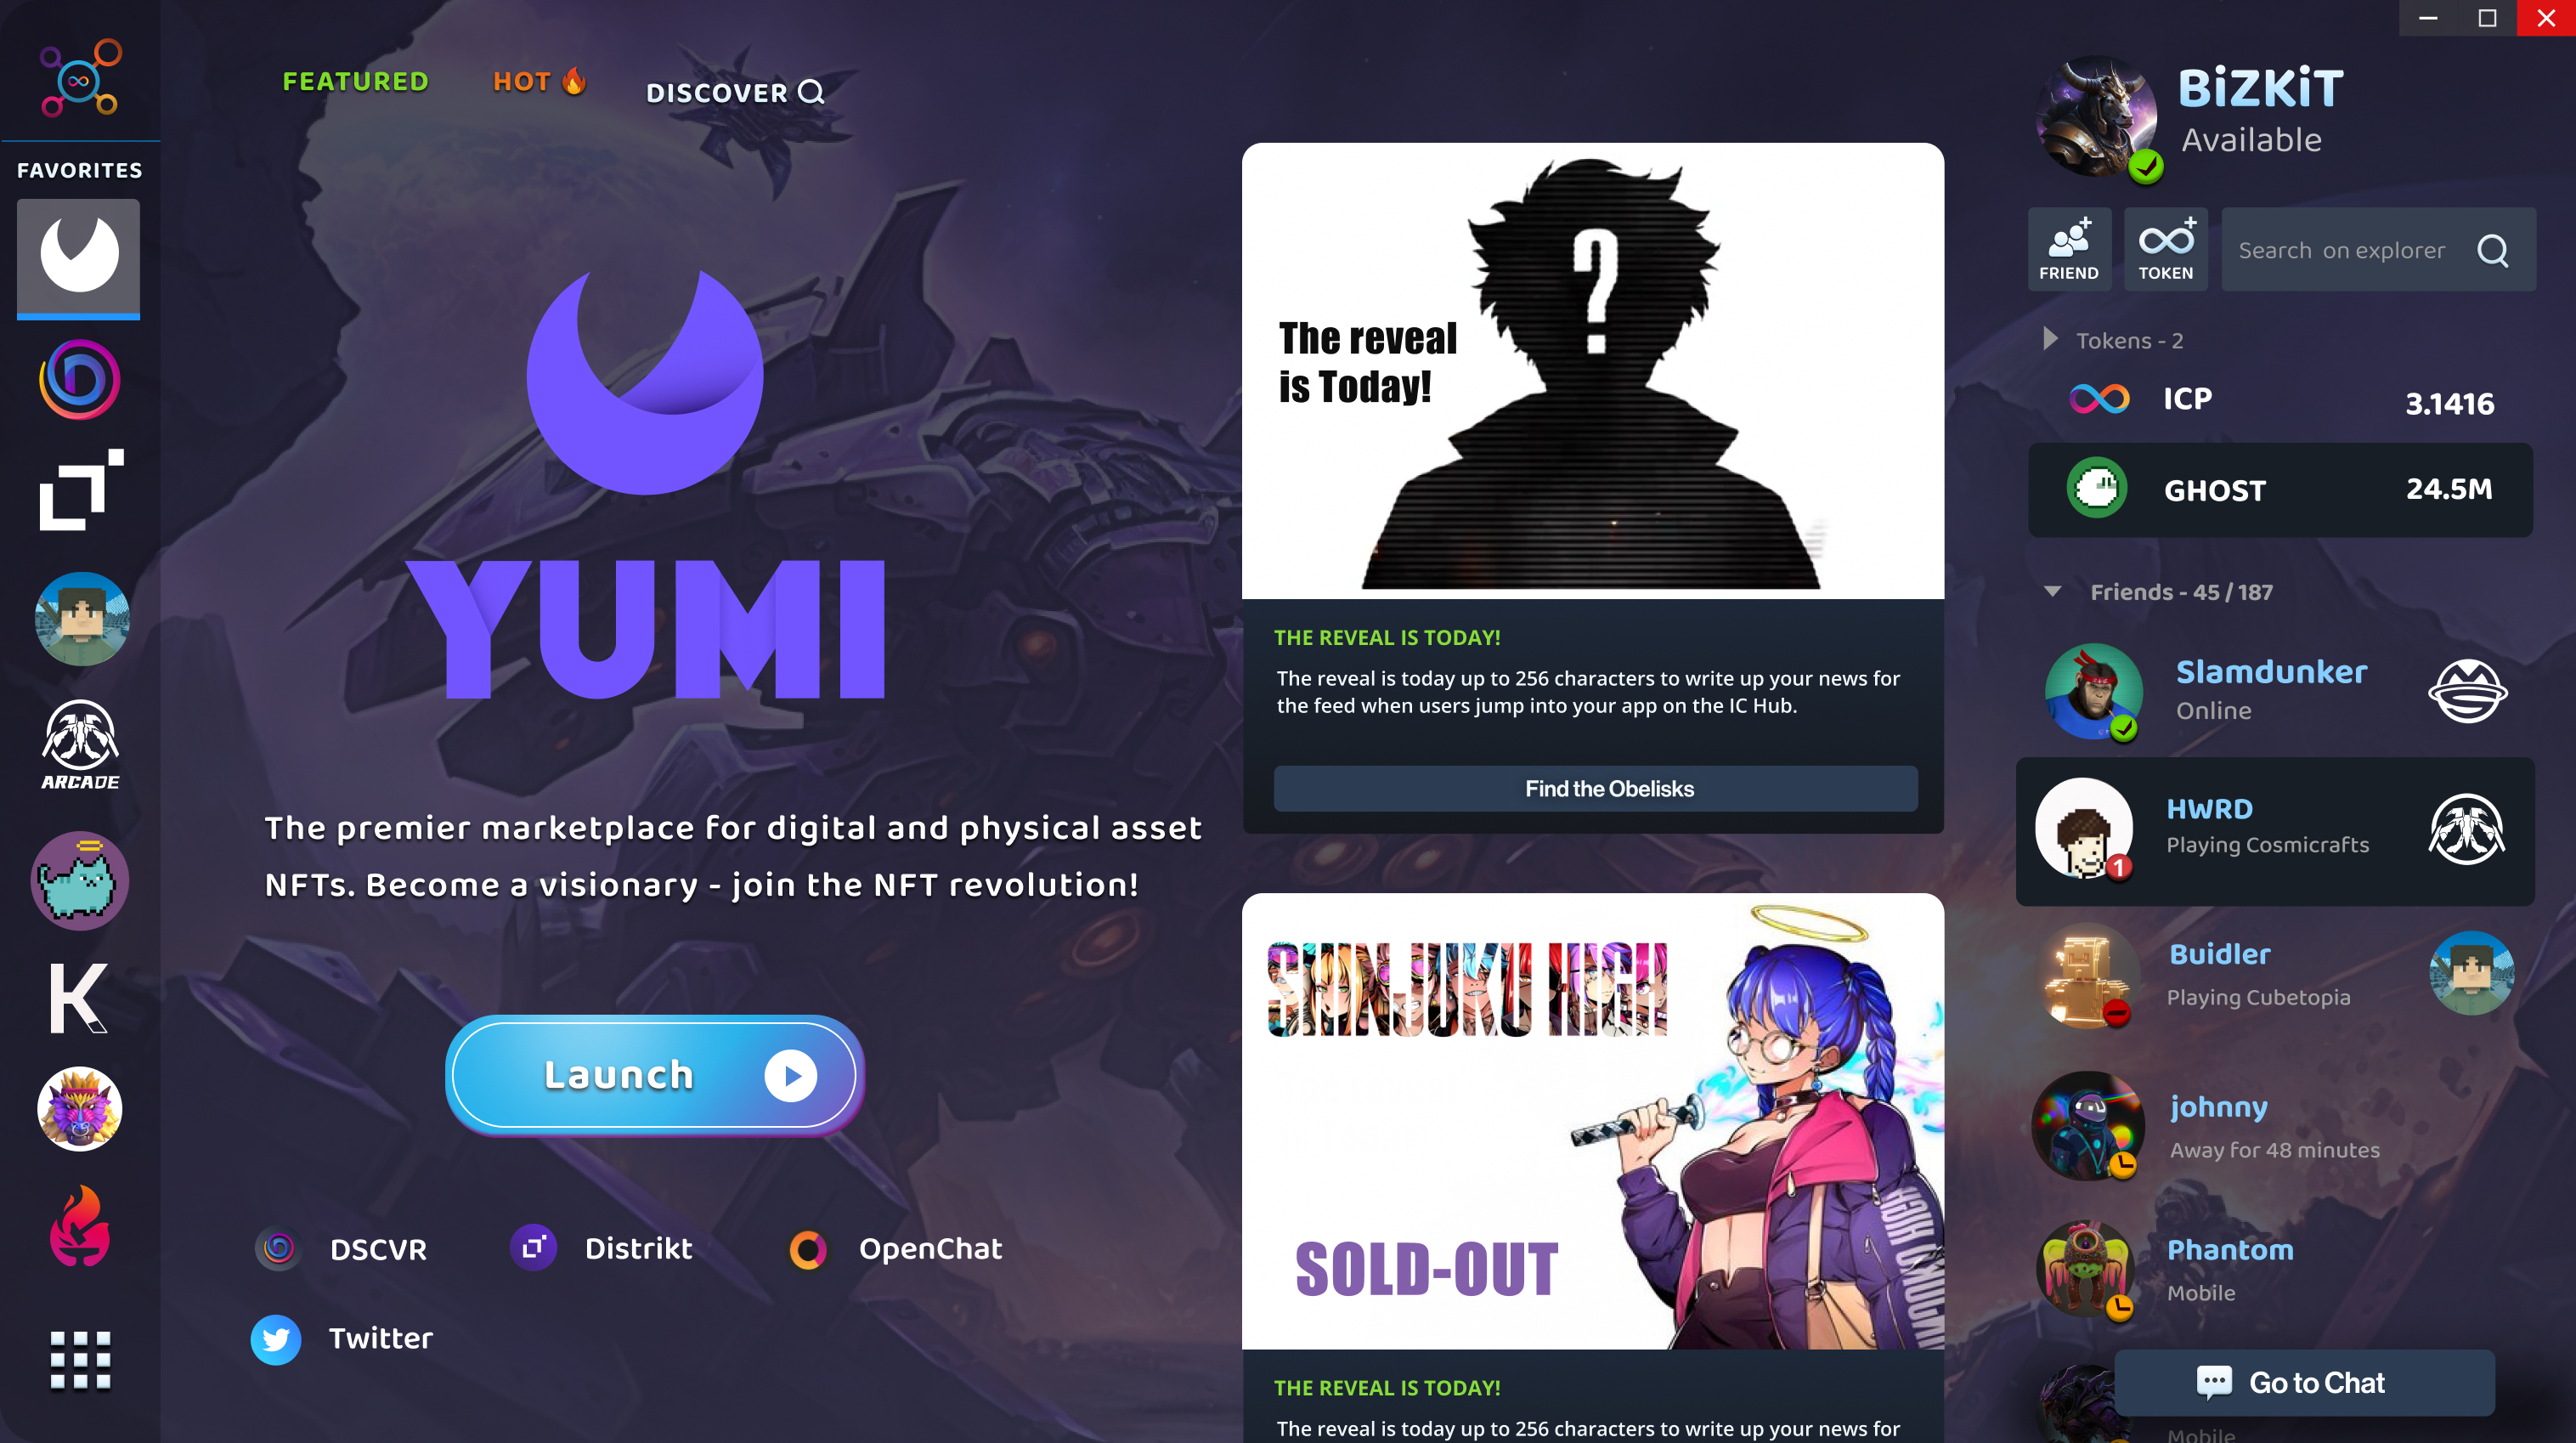 FAVORITES
ARCADE
FEATURED
HOT
DISCOVER
YUMI
The premier marketplace for digital and physical asset
NFTs. Become a visionary - join the NFT revolution!
Launch
DSCVR
Distrikt
OpenChat
Twitter
?
The reveal
is Today!
THE REVEAL IS TODAY!
The reveal is today up to 256 characters to write up your news for
the feed when users jump into your app on the IC Hub.
Find the Obelisks
SHINJUKU HIGH
SOLD-OUT
SHINJUKU HIGH
THE REVEAL IS TODAY!
The reveal is today up to 256 characters to write up your news for
BiZKiT
Available
FRIEND
TOKEN
Search on explorer
Tokens - 2
ICP
3.1416
GHOST
24.5M
Friends - 45 / 187
Slamdunker
Online
HWRD
Playing Cosmicrafts
1
Buidler
Playing Cubetopia
johnny
Away for 48 minutes
Phantom
Mobile
Go to Chat
Mobile